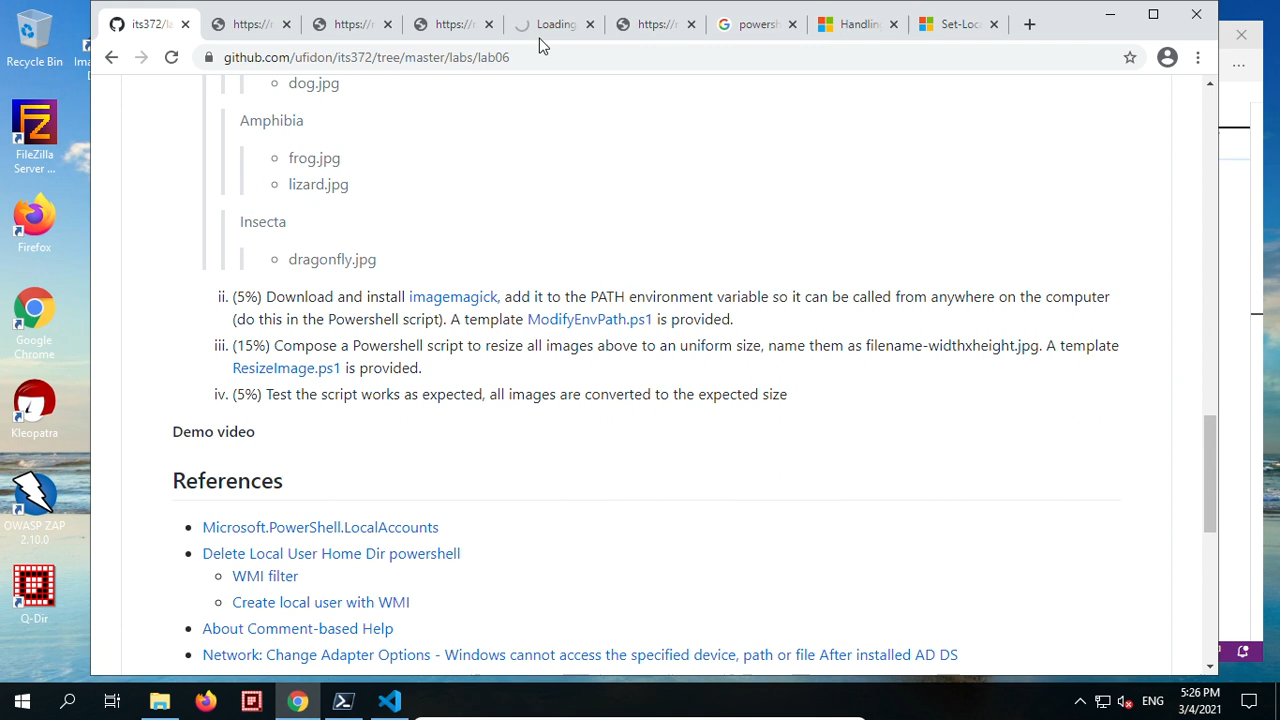 its372/la
https://r
https://r
https://r
Loading.
https://r
powersh
Handling
Set-Loca
github.com/ufidon/its372/tree/master/labs/lab06
Recycle Bin
FileZilla
Server ...
Firefox
Google
Chrome
Kleopatra
OWASP ZAP
2.10.0
Q-Dir
dog.jpg
Amphibia
frog.jpg
lizard.jpg
Insecta
dragonfly.jpg
ii. (5%) Download and install imagemagick, add it to the PATH environment variable so it can be called from anywhere on the computer
(do this in the Powershell script). A template ModifyEnvPath.ps1 is provided.
iii. (15%) Compose a Powershell script to resize all images above to an uniform size, name them as filename-widthxheight.jpg. A template
ResizeImage.ps1 is provided.
iv. (5%) Test the script works as expected, all images are converted to the expected size
Demo video
References
Microsoft.PowerShell.LocalAccounts
Delete Local User Home Dir powershell
WMI filter
Create local user with WMI
About Comment-based Help
Network: Change Adapter Options - Windows cannot access the specified device, path or file After installed AD DS
ENG
5:26 PM
3/4/2021